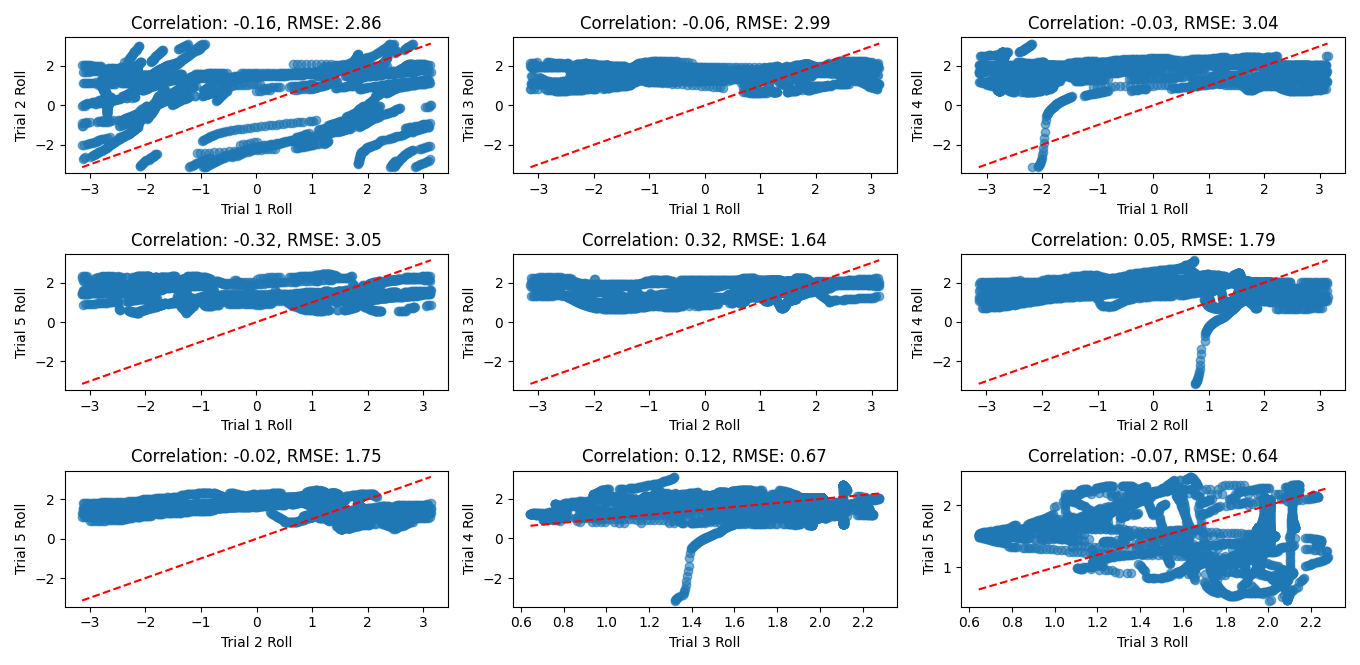 Correlation: -0.16, RMSE: 2.86
Trial 2 Roll
2
0
−2
−3 −2 −1 0 1 2 3
Trial 1 Roll
Correlation: -0.06, RMSE: 2.99
Trial 3 Roll
2
0
−2
−3 −2 −1 0 1 2 3
Trial 1 Roll
Correlation: -0.03, RMSE: 3.04
Trial 4 Roll
2
0
−2
−3 −2 −1 0 1 2 3
Trial 1 Roll
Correlation: -0.32, RMSE: 3.05
Trial 5 Roll
2
0
−2
−3 −2 −1 0 1 2 3
Trial 1 Roll
Correlation: 0.32, RMSE: 1.64
Trial 3 Roll
2
0
−2
−3 −2 −1 0 1 2 3
Trial 2 Roll
Correlation: 0.05, RMSE: 1.79
Trial 4 Roll
2
0
−2
−3 −2 −1 0 1 2 3
Trial 2 Roll
Correlation: -0.02, RMSE: 1.75
Trial 5 Roll
2
0
−2
−3 −2 −1 0 1 2 3
Trial 2 Roll
Correlation: 0.12, RMSE: 0.67
Trial 4 Roll
2
0
−2
0.6 0.8 1.0 1.2 1.4 1.6 1.8 2.0 2.2
Trial 3 Roll
Correlation: -0.07, RMSE: 0.64
Trial 5 Roll
2
1
0.6 0.8 1.0 1.2 1.4 1.6 1.8 2.0 2.2
Trial 3 Roll